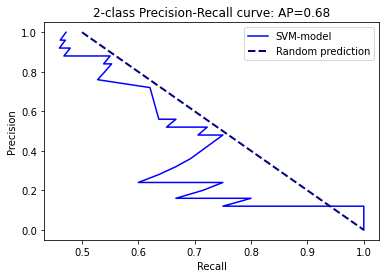 2-class Precision-Recall curve: AP=0.68
SVM-model
Random prediction
Precision
1.0
0.8
0.6
0.4
0.2
0.0
0.5 0.6 0.7 0.8 0.9 1.0
Recall